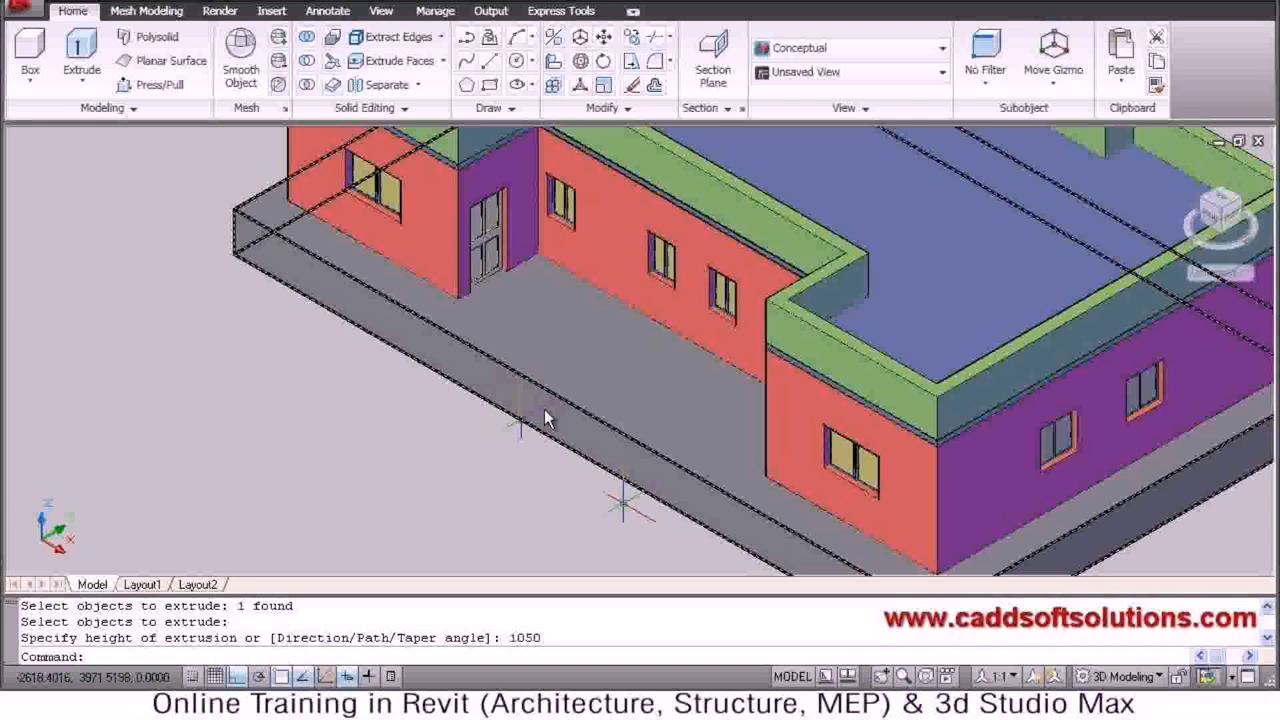 Home Mesh Modeling Render Insert Annotate View Manage Output Express Tools
Box
Extrude
Polysolid
Planar Surface
Press/Pull
Modeling
Smooth
Object
Mesh
Extract Edges
Extrude Faces
Separate
Solid Editing
Draw
Modify
Section
Plane
Section
Conceptual
Unsaved View
View
No Filter
Move Gizmo
Subobject
Paste
Clipboard
Z
X
Model Layout1 Layout2
Select objects to extrude: 1 found
Select objects to extrude:
Specify height of extrusion or [Direction/Path/Taper angle]: 1050
Command:
www.caddsoftsolutions.com
-2618.4016, 3971.5198, 0.0000
MODEL
1:1
3D Modeling
Online Training in Revit (Architecture, Structure, MEP) & 3d Studio Max